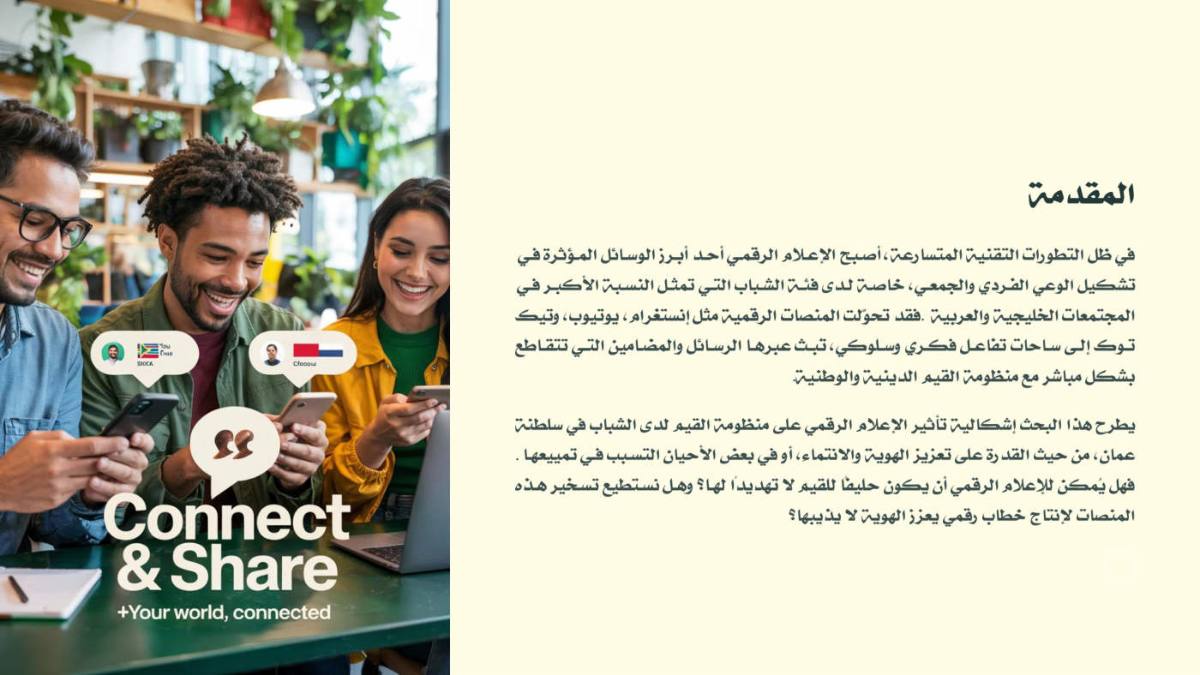 المقدمة
في ظل التطورات التقنية المتسارعة، أصبح الإعلام الرقمي أحد أبرز الوسائل المؤثرة في
تشكيل الوعي الفردي والجمعي، خاصة لدى فئة الشباب التي تمثل النسبة الأكبر في
المجتمعات الخليجية والعربية .فقد تحوّلت المنصات الرقمية مثل إنستغرام، يوتيوب، وتيك
توك إلى ساحات تفاعل فكري وسلوكي، تبث عبرها الرسائل والمضامين التي تتقاطع
بشكل مباشر مع منظومة القيم الدينية والوطنية.
يطرح هذا البحث إشكالية تأثير الإعلام الرقمي على منظومة القيم لدى الشباب في سلطنة
عمان، من حيث القدرة على تعزيز الهوية والانتماء، أو في بعض الأحيان التسبب في تمييعها .
فهل يُمكن للإعلام الرقمي أن يكون حليفًا للقيم لا تهديدًا لها؟ وهل نستطيع تسخير هذه
المنصات لإنتاج خطاب رقمي يعزز الهوية لا يذيبها؟
Connect
& Share
+Your world, connected